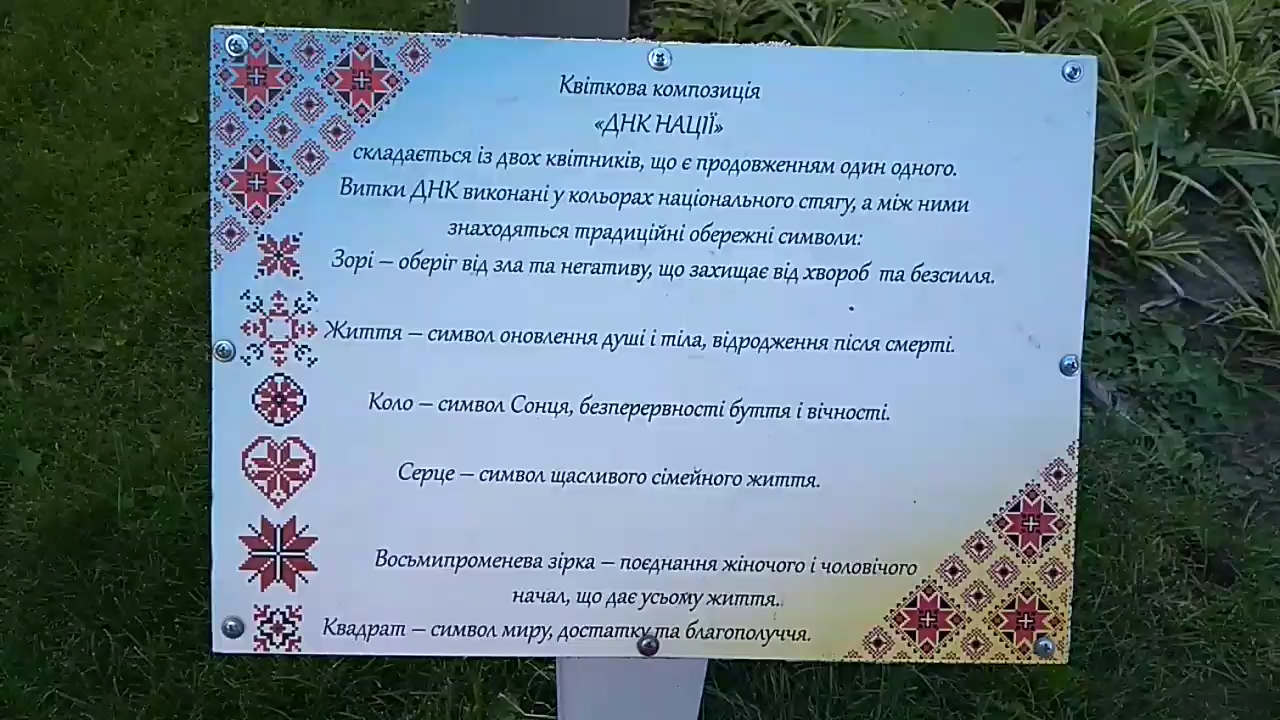 Квіткова композиція
«ДНК НАЦІЇ»
складається із двох квітників, що є продовженням один одного.
Витки ДНК виконані у кольорах національного стягу, а між ними
знаходяться традиційні обережні символи:
Зорі – оберіг від зла та негативу, що захищає від хвороб та безсилля.
Життя – символ оновлення душі і тіла, відродження після смерті.
Коло – символ Сонця, безперервності буття і вічності.
Серце – символ щасливого сімейного життя.
Восьмипроменева зірка – поєднання жіночого і чоловічого
начал, що дає усьому життя.
Квадрат – символ миру, достатку та благополуччя.